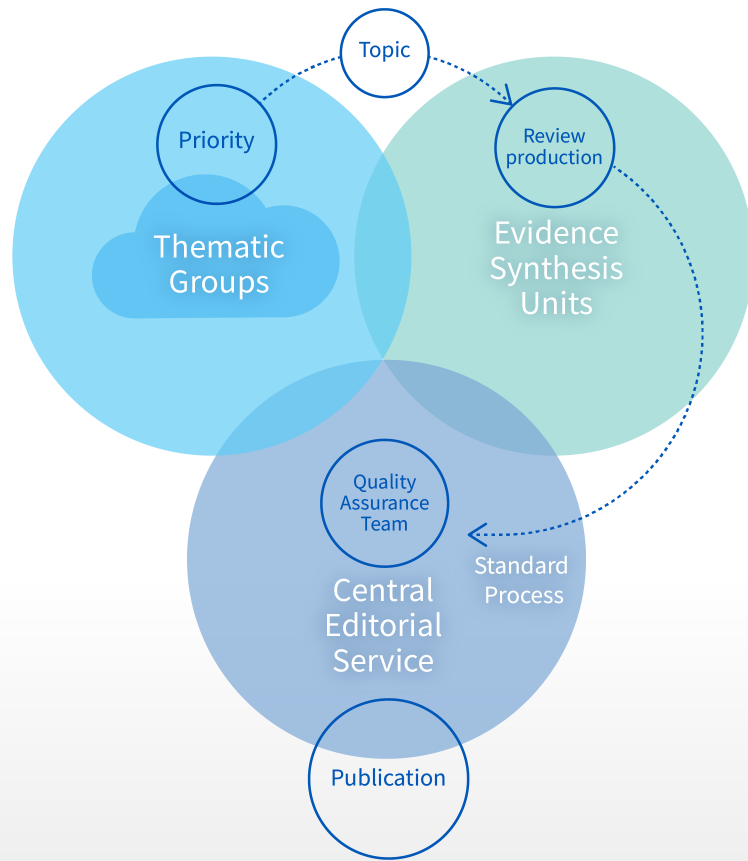 Topic
Priority
Review
production
Thematic
Groups
Evidence
Synthesis
Units
Quality
Assurance
Team
Standard
Process
Central
Editorial
Service
Publication